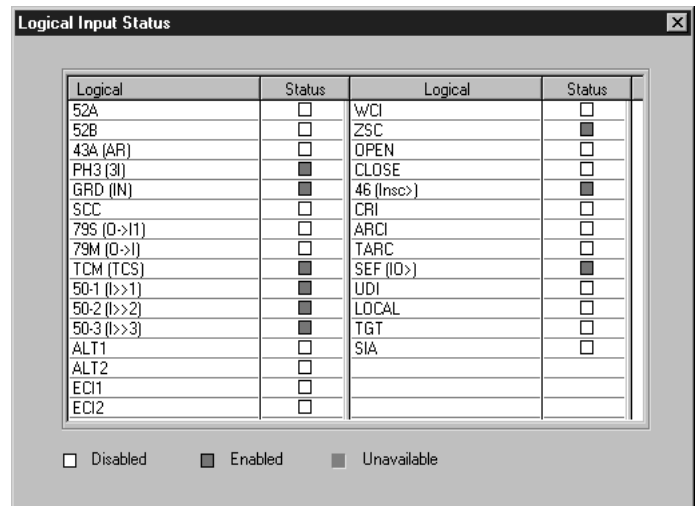 Logical Input Status
Logical Status Logical Status
52A WCI
52B ZSC
43A (AR) OPEN
PH3 (3I) CLOSE
GRD (IN) 46 (Insc>)
SCC CRI
79S (0->I1) ARCI
79M (0->I) TARC
TCM (TCS) SEF (IO>)
50-1 (I>>1) UDI
50-2 (I>>2) LOCAL
50-3 (I>>3) TGT
ALT1 SIA
ALT2
ECI1
ECI2
Disabled Enabled Unavailable